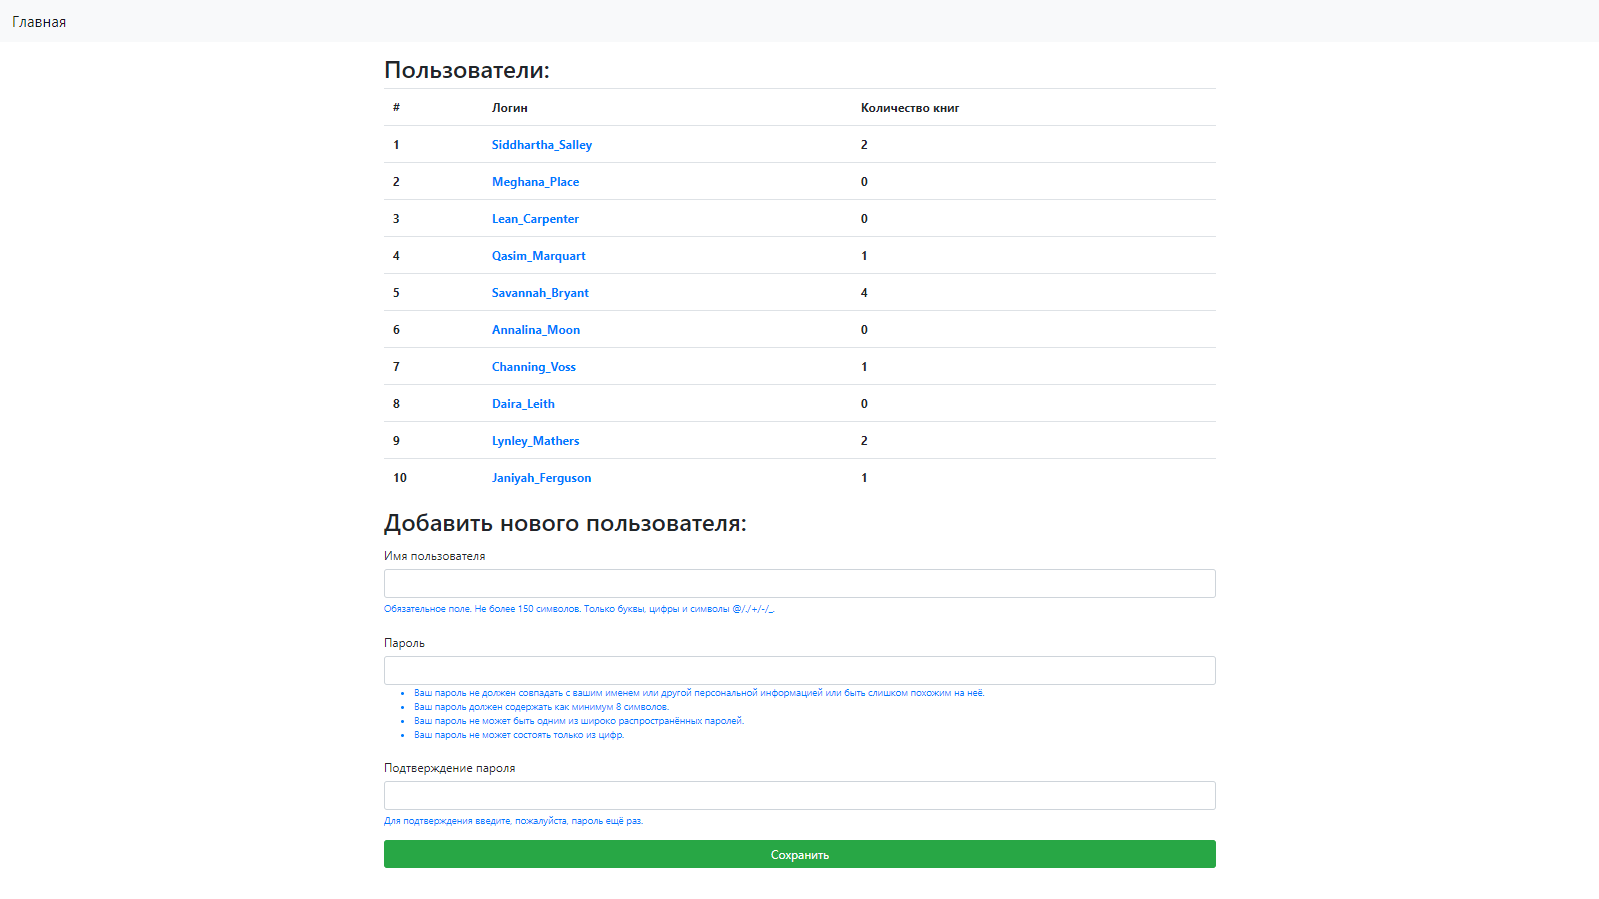 Главная
Пользователи:
# Логин Количество книг
1 Siddhartha_Salley 2
2 Meghana_Place 0
3 Lean_Carpenter 0
4 Qasim_Marquart 1
5 Savannah_Bryant 4
6 Annalina_Moon 0
7 Channing_Voss 1
8 Daira_Leith 0
9 Lynley_Mathers 2
10 Janiyah_Ferguson 1
Добавить нового пользователя:
Имя пользователя
Обязательное поле. Не более 150 символов. Только буквы, цифры и символы @/./+/-/_.
Пароль
• Ваш пароль не должен совпадать с вашим именем или другой персональной информацией или быть слишком похожим на неё.
• Ваш пароль должен содержать как минимум 8 символов.
• Ваш пароль не может быть одним из широко распространённых паролей.
• Ваш пароль не может состоять только из цифр.
Подтверждение пароля
Для подтверждения введите, пожалуйста, пароль ещё раз.
Сохранить